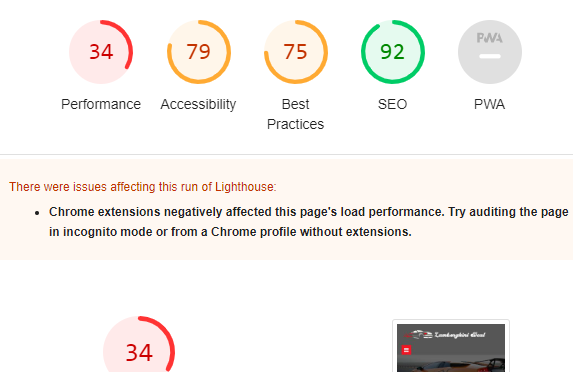 34 79 75 92 PWA
Performance Accessibility Best Practices SEO PWA
There were issues affecting this run of Lighthouse:
• Chrome extensions negatively affected this page's load performance. Try auditing the page
in incognito mode or from a Chrome profile without extensions.
34
Lamborghini Goal